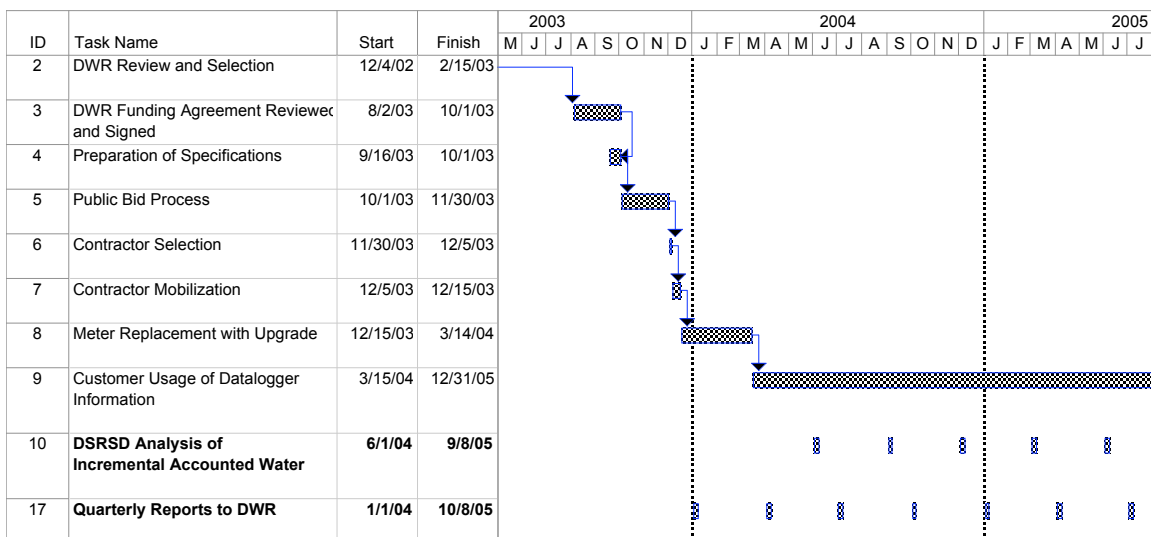 2003 2004 2005
ID Task Name Start Finish M J J A S O N D J F M A M J J A S O N D J F M A M J J
2 DWR Review and Selection 12/4/02 2/15/03
3 DWR Funding Agreement Reviewed 8/2/03 10/1/03
and Signed
4 Preparation of Specifications 9/16/03 10/1/03
5 Public Bid Process 10/1/03 11/30/03
6 Contractor Selection 11/30/03 12/5/03
7 Contractor Mobilization 12/5/03 12/15/03
8 Meter Replacement with Upgrade 12/15/03 3/14/04
9 Customer Usage of Datalogger 3/15/04 12/31/05
Information
10 DSRSD Analysis of 6/1/04 9/8/05
Incremental Accounted Water
17 Quarterly Reports to DWR 1/1/04 10/8/05